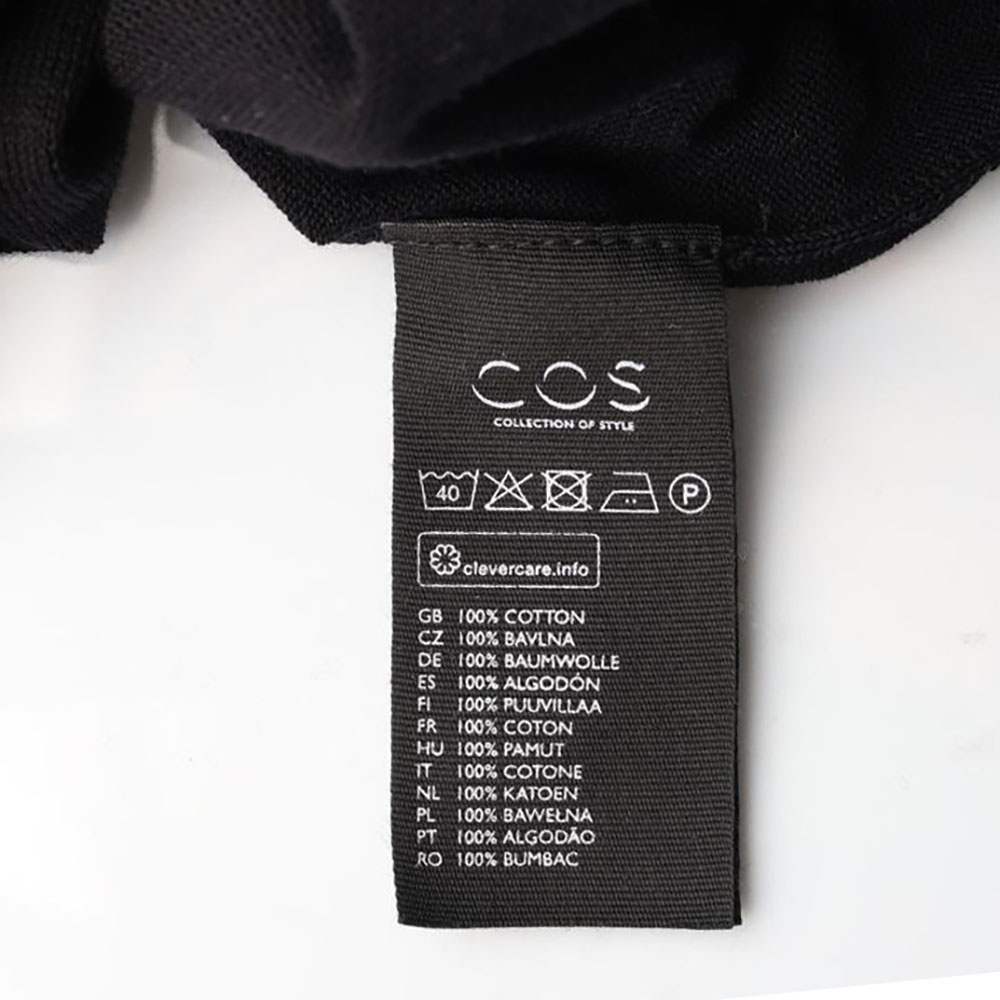 COS
COLLECTION OF STYLE
40 P
clevercare.info
GB 100% COTTON
CZ 100% BAVLNA
DE 100% BAUMWOLLE
ES 100% ALGODÓN
FI 100% PUUVILLAA
FR 100% COTON
HU 100% PAMUT
IT 100% COTONE
NL 100% KATOEN
PL 100% BAWEŁNA
PT 100% ALGODÃO
RO 100% BUMBAC